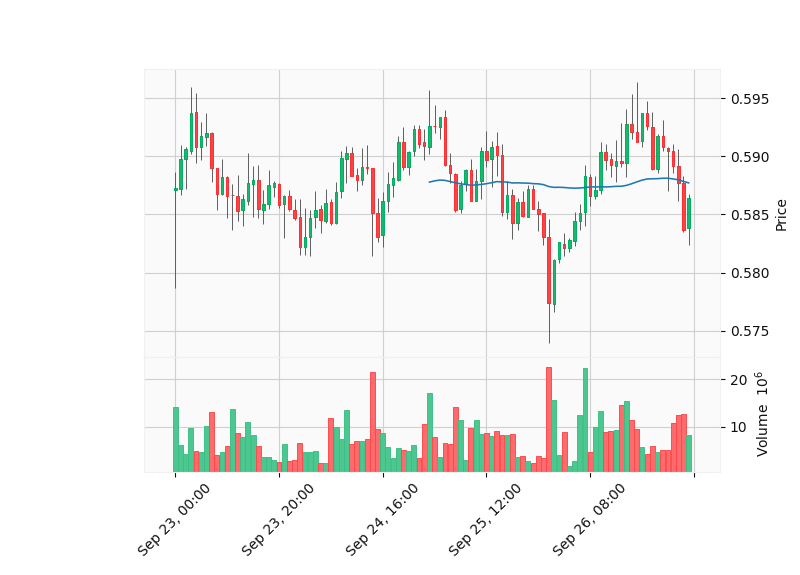 0.595
0.590
0.585
0.580
0.575
Price
20
10
Volume 10^6
Sep 23, 00:00
Sep 23, 20:00
Sep 24, 16:00
Sep 25, 12:00
Sep 26, 08:00